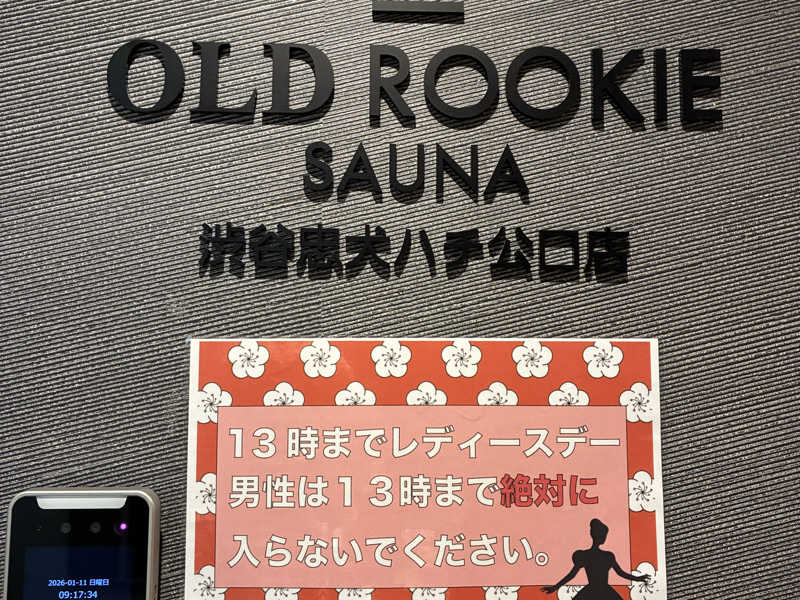 OLD ROOKIE
SAUNA
渋谷忠犬ハチ公口店
13時までレディースデー
男性は13時まで絶対に
入らないでください。
2026-01-11 日曜日
09:17:34